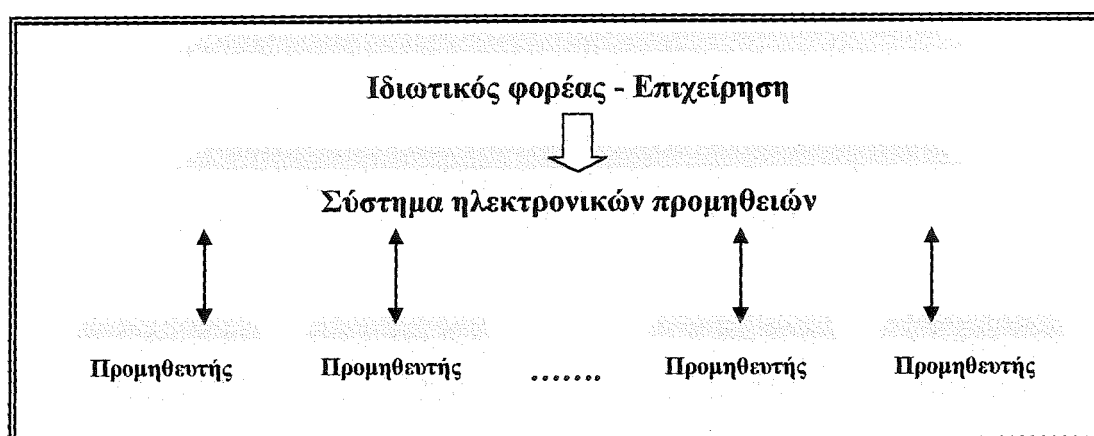 Ιδιωτικός φορέας - Επιχείρηση
Σύστημα ηλεκτρονικών προμηθειών
Προμηθευτής Προμηθευτής ……. Προμηθευτής Προμηθευτής